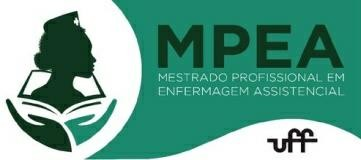 MPEA
MESTRADO PROFISSIONAL EM
ENFERMAGEM ASSISTENCIAL
uff